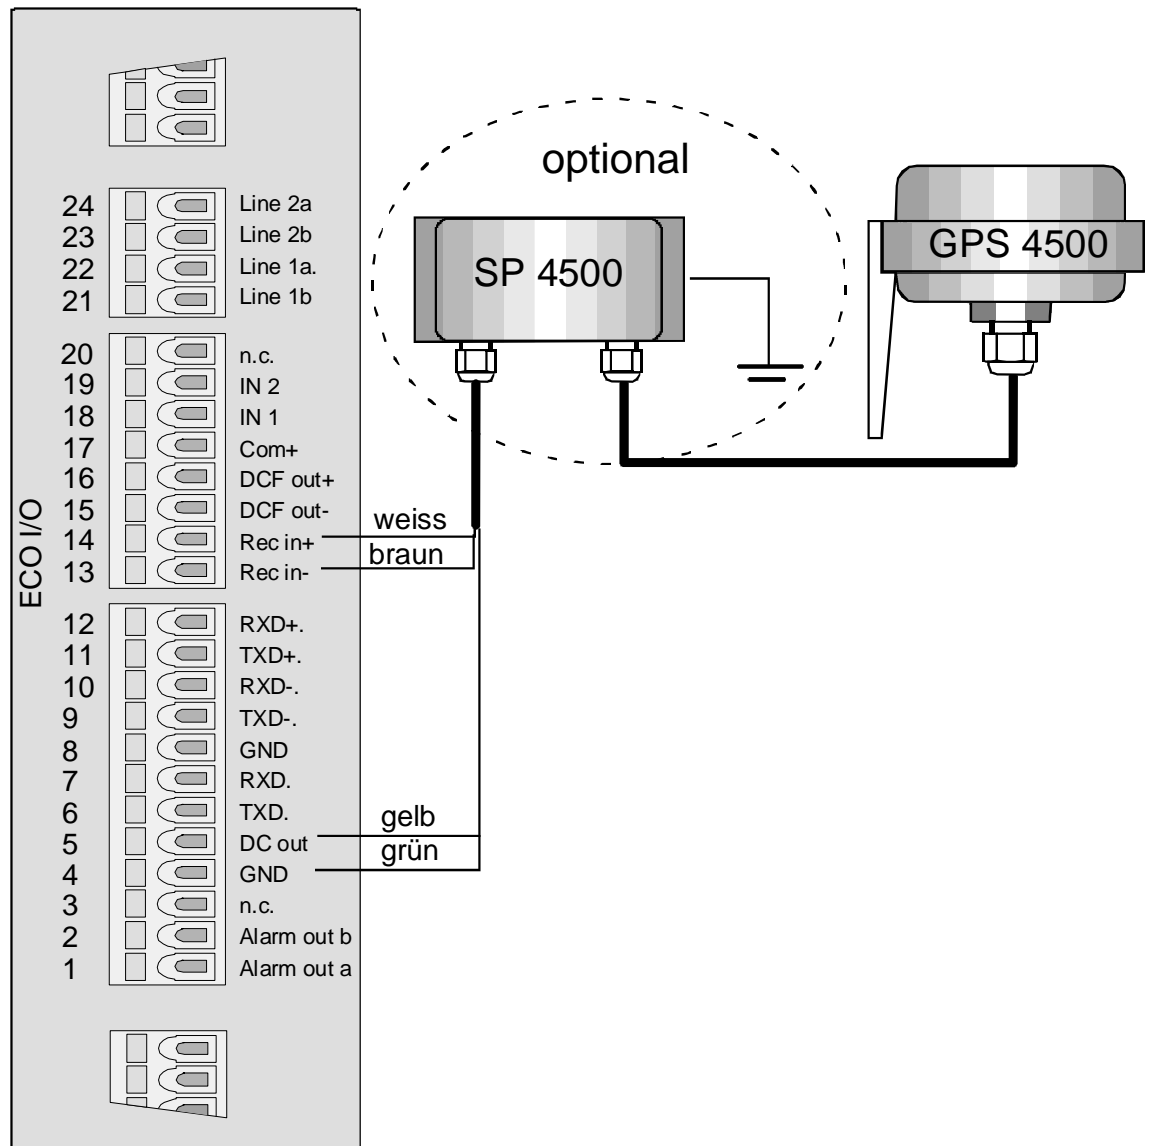 optional
SP 4500
GPS 4500
ECO I/O
24 Line 2a
23 Line 2b
22 Line 1a.
21 Line 1b
20 n.c.
19 IN 2
18 IN 1
17 Com+
16 DCF out+
15 DCF out-
14 Rec in+ weiss
13 Rec in- braun
12 RXD+.
11 TXD+.
10 RXD-.
9 TXD-.
8 GND
7 RXD.
6 TXD.
5 DC out gelb
4 GND grün
3 n.c.
2 Alarm out b
1 Alarm out a